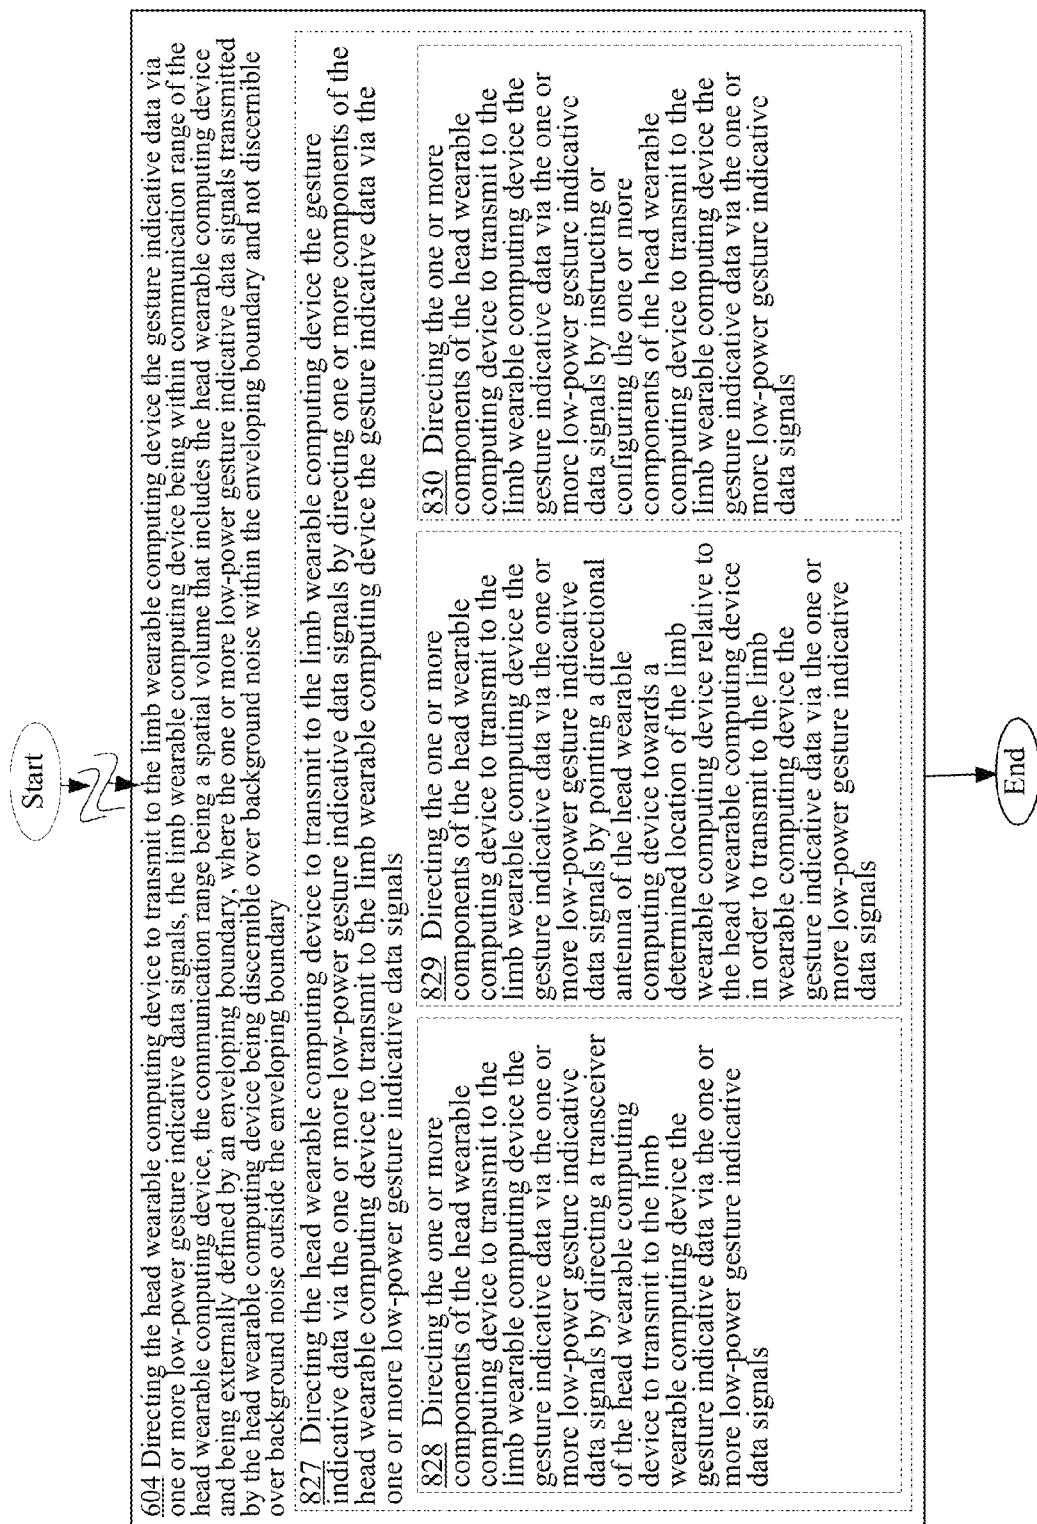 Start
604 Directing the head wearable computing device to transmit to the limb wearable computing device the gesture indicative data via
one or more low-power gesture indicative data signals, the limb wearable computing device being within communication range of the
head wearable computing device, the communication range being a spatial volume that includes the head wearable computing device
and being externally defined by an enveloping boundary, where the one or more low-power gesture indicative data signals transmitted
by the head wearable computing device being discernible over background noise within the enveloping boundary and not discernible
over background noise outside the enveloping boundary
827 Directing the head wearable computing device to transmit to the limb wearable computing device the gesture
indicative data via the one or more low-power gesture indicative data signals by directing one or more components of the
head wearable computing device to transmit to the limb wearable computing device the gesture indicative data via the
one or more low-power gesture indicative data signals
828 Directing the one or more
components of the head wearable
computing device to transmit to the
limb wearable computing device the
gesture indicative data via the one or
more low-power gesture indicative
data signals by directing a transceiver
of the head wearable computing
device to transmit to the limb
wearable computing device the
gesture indicative data via the one or
more low-power gesture indicative
data signals
829 Directing the one or more
components of the head wearable
computing device to transmit to the
limb wearable computing device the
gesture indicative data via the one or
more low-power gesture indicative
data signals by pointing a directional
antenna of the head wearable
computing device towards a
determined location of the limb
wearable computing device relative to
the head wearable computing device
in order to transmit to the limb
wearable computing device the
gesture indicative data via the one or
more low-power gesture indicative
data signals
830 Directing the one or more
components of the head wearable
computing device to transmit to the
limb wearable computing device the
gesture indicative data via the one or
more low-power gesture indicative
data signals by instructing or
configuring the one or more
components of the head wearable
computing device to transmit to the
limb wearable computing device the
gesture indicative data via the one or
more low-power gesture indicative
data signals
End